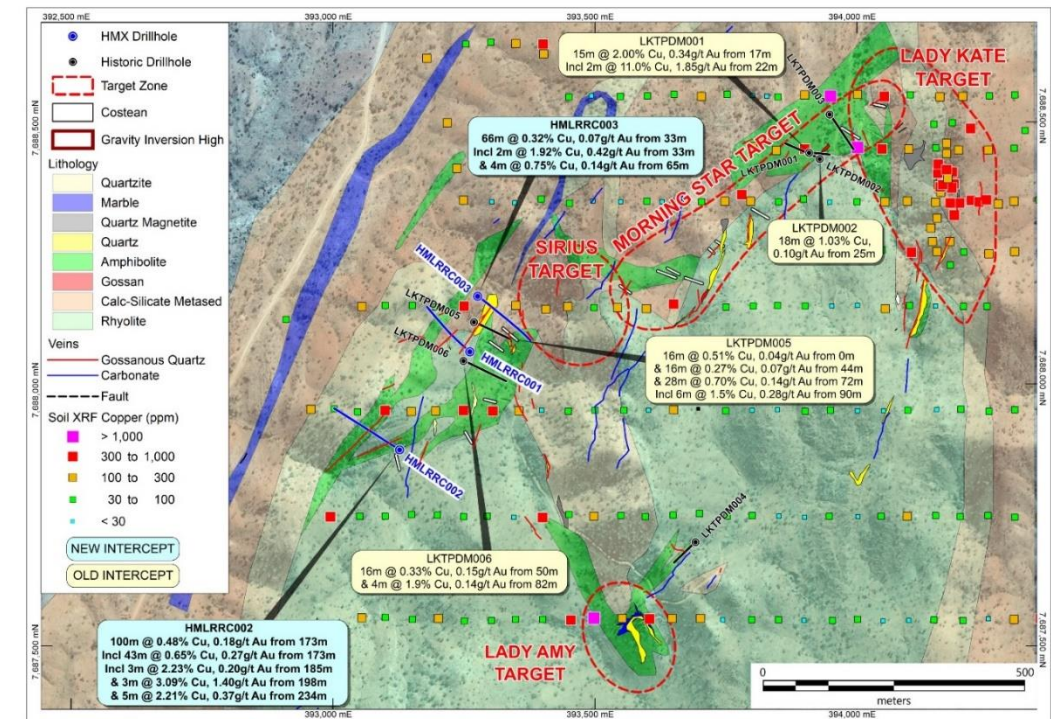 392,500 mE
393,000 mE
393,500 mE
394,000 mE
HMX Drillhole
Historic Drillhole
Target Zone
Costean
Gravity Inversion High
Lithology
Quartzite
Marble
Quartz Magnetite
Quartz
Amphibolite
Gossan
Calc-Silicate Metased
Rhyolite
Veins
Gossanous Quartz
Carbonate
Fault
Soil XRF Copper (ppm)
> 1,000
300 to 1,000
100 to 300
30 to 100
< 30
NEW INTERCEPT
OLD INTERCEPT
LKTPDM001
15m @ 2.00% Cu, 0.34g/t Au from 17m
Incl 2m @ 11.0% Cu, 1.85g/t Au from 22m
LADY KATE
TARGET
LKTPDM003
7,688,500 mN
7,688,500 mN
HMLRRC003
66m @ 0.32% Cu, 0.07g/t Au from 33m
Incl 2m @ 1.92% Cu, 0.42g/t Au from 33m
& 4m @ 0.75% Cu, 0.14g/t Au from 65m
MORNING STAR TARGET
LKTPDM001
LKTPDM002
LKTPDM002
18m @ 1.03% Cu,
0.10g/t Au from 25m
SIRIUS
TARGET
HMLRRC003
LKTPDM005
LKTPDM006
HMLRRC001
LKTPDM005
16m @ 0.51% Cu, 0.04g/t Au from 0m
& 16m @ 0.27% Cu, 0.07g/t Au from 44m
& 28m @ 0.70% Cu, 0.14g/t Au from 72m
Incl 6m @ 1.5% Cu, 0.28g/t Au from 90m
7,688,000 mN
7,688,000 mN
HMLRRC002
LKTPDM004
LKTPDM006
16m @ 0.33% Cu, 0.15g/t Au from 50m
& 4m @ 1.9% Cu, 0.14g/t Au from 82m
HMLRRC002
100m @ 0.48% Cu, 0.18g/t Au from 173m
Incl 43m @ 0.65% Cu, 0.27g/t Au from 173m
Incl 3m @ 2.23% Cu, 0.20g/t Au from 185m
& 3m @ 3.09% Cu, 1.40g/t Au from 198m
& 5m @ 2.21% Cu, 0.37g/t Au from 234m
LADY AMY
TARGET
7,687,500 mN
7,687,500 mN
0
500
meters
393,000 mE
393,500 mE
394,000 mE